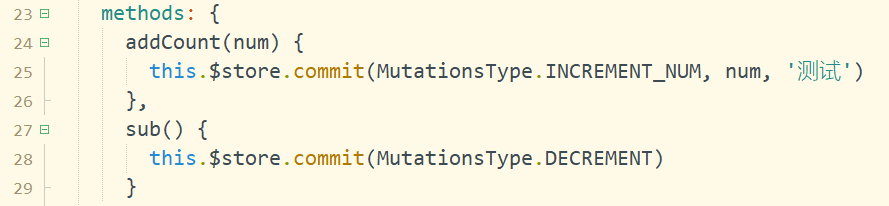 23 methods: {
24 addCount(num) {
25 this.$store.commit(MutationsType.INCREMENT_NUM, num, '测试')
26 },
27 sub() {
28 this.$store.commit(MutationsType.DECREMENT)
29 }